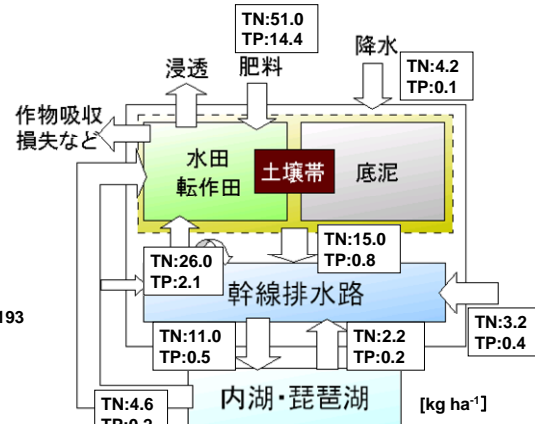 TN:51.0
TP:14.4
浸透
肥料
降水
TN:4.2
TP:0.1
作物吸収
損失など
水田
転作田
土壌帯
底泥
TN:26.0
TP:2.1
TN:15.0
TP:0.8
幹線排水路
193
TN:3.2
TP:0.4
TN:11.0
TP:0.5
TN:2.2
TP:0.2
内湖・琵琶湖
[kg ha⁻¹]
TN:4.6